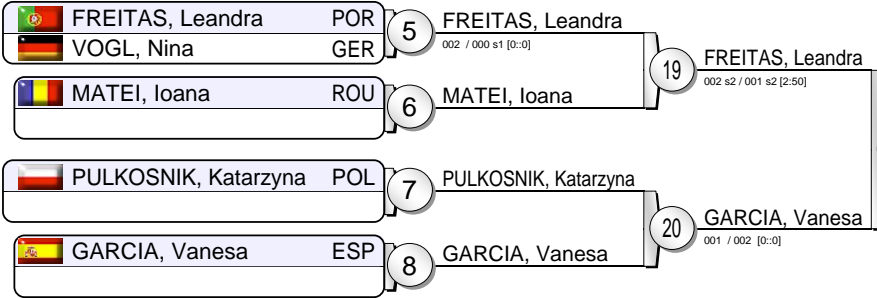 FREITAS, Leandra POR
VOGL, Nina GER
5
FREITAS, Leandra
002 / 000 s1 [0::0]
MATEI, Ioana ROU
6
MATEI, Ioana
19
FREITAS, Leandra
002 s2 / 001 s2 [2:50]
PULKOSNIK, Katarzyna POL
7
PULKOSNIK, Katarzyna
GARCIA, Vanesa ESP
8
GARCIA, Vanesa
20
GARCIA, Vanesa
001 / 002 [0::0]